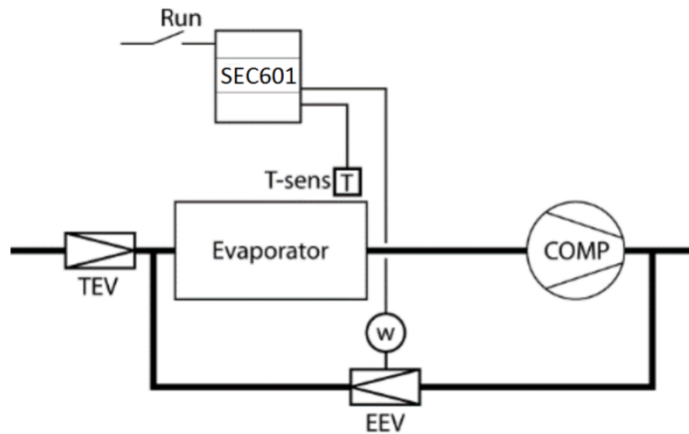 Run
SEC601
T-sens T
Evaporator
COMP
TEV
w
EEV